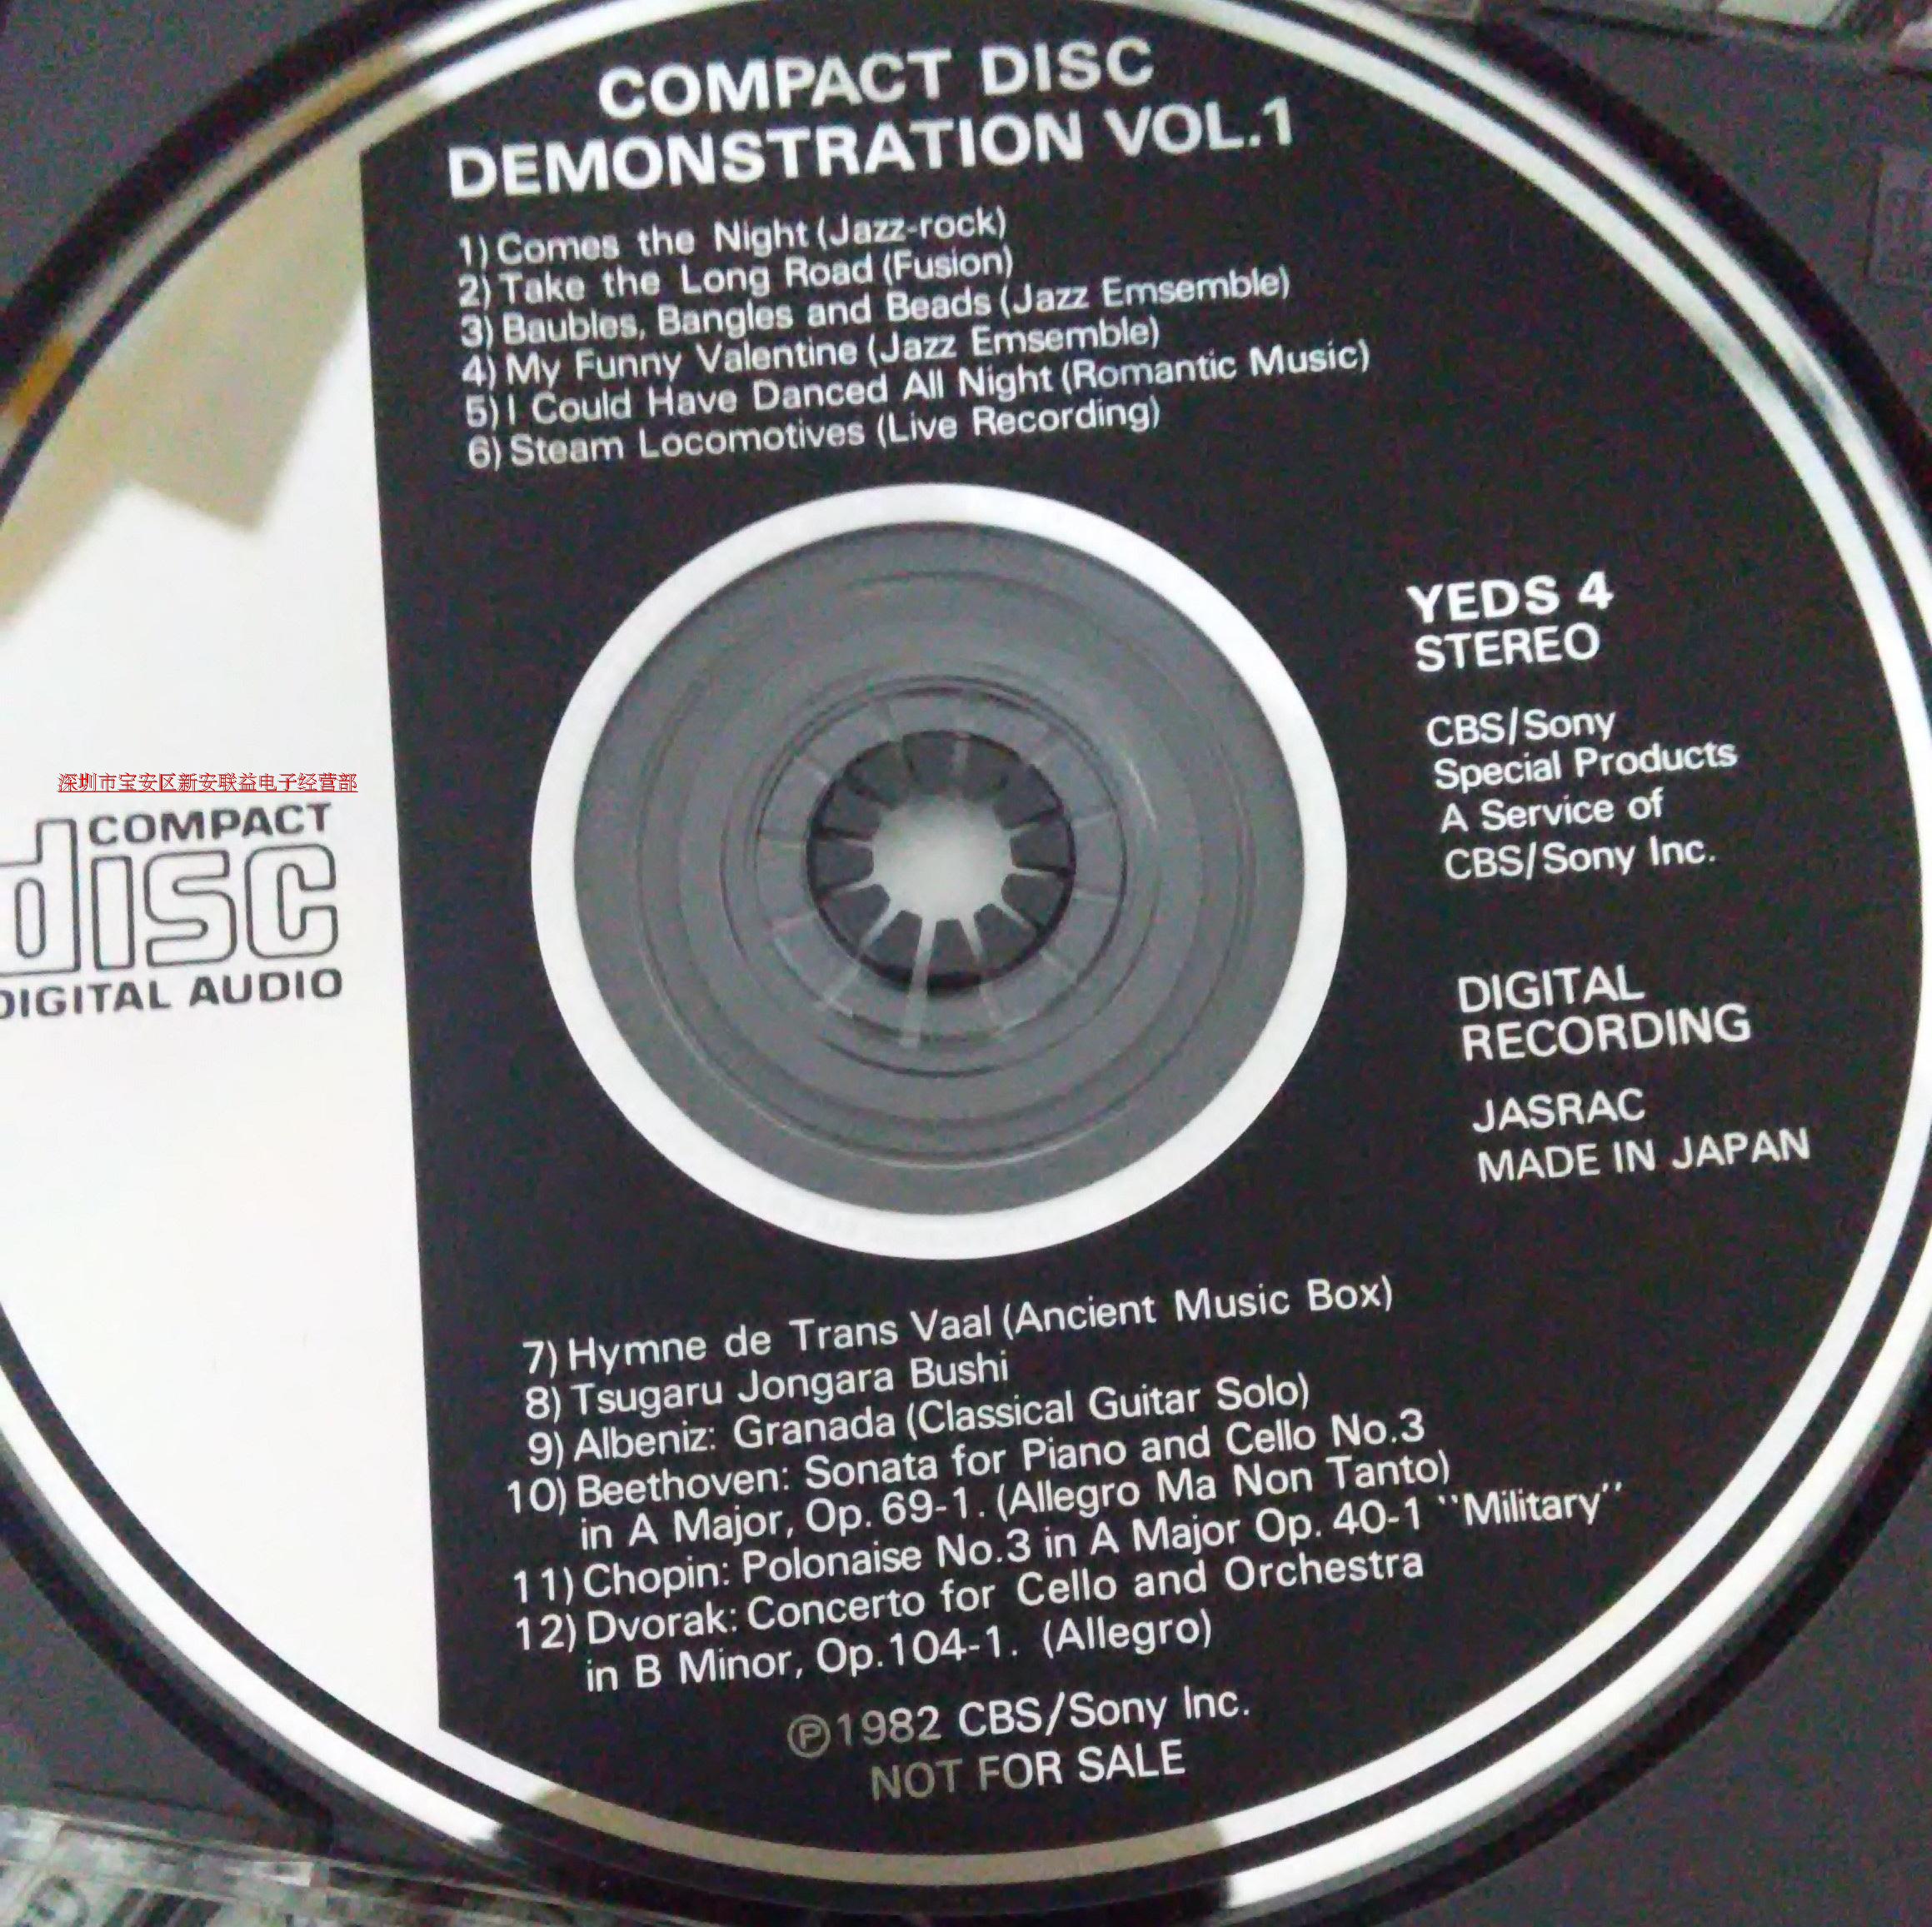 COMPACT DISC
DEMONSTRATION VOL.1
1) Comes the Night (Jazz-rock)
2) Take the Long Road (Fusion)
3) Baubles, Bangles and Beads (Jazz Emsemble)
4) My Funny Valentine (Jazz Emsemble)
5) I Could Have Danced All Night (Romantic Music)
6) Steam Locomotives (Live Recording)
YEDS 4
STEREO
CBS/Sony
Special Products
A Service of
CBS/Sony Inc.
深圳市宝安区新安联益电子经营部
COMPACT
disc
DIGITAL AUDIO
DIGITAL
RECORDING
JASRAC
MADE IN JAPAN
7) Hymne de Trans Vaal (Ancient Music Box)
8) Tsugaru Jongara Bushi
9) Albeniz: Granada (Classical Guitar Solo)
10) Beethoven: Sonata for Piano and Cello No.3
in A Major, Op. 69-1. (Allegro Ma Non Tanto)
11) Chopin: Polonaise No.3 in A Major Op. 40-1 "Military"
12) Dvorak: Concerto for Cello and Orchestra
in B Minor, Op.104-1. (Allegro)
Ⓟ1982 CBS/Sony Inc.
NOT FOR SALE